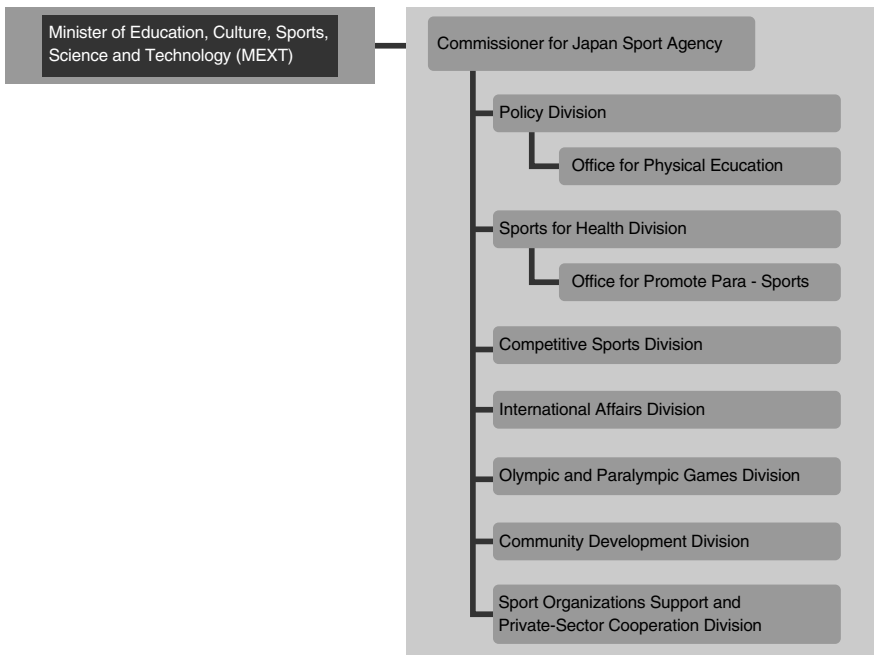 Minister of Education, Culture, Sports,
Science and Technology (MEXT)
Commissioner for Japan Sport Agency
Policy Division
Office for Physical Ecucation
Sports for Health Division
Office for Promote Para - Sports
Competitive Sports Division
International Affairs Division
Olympic and Paralympic Games Division
Community Development Division
Sport Organizations Support and
Private-Sector Cooperation Division